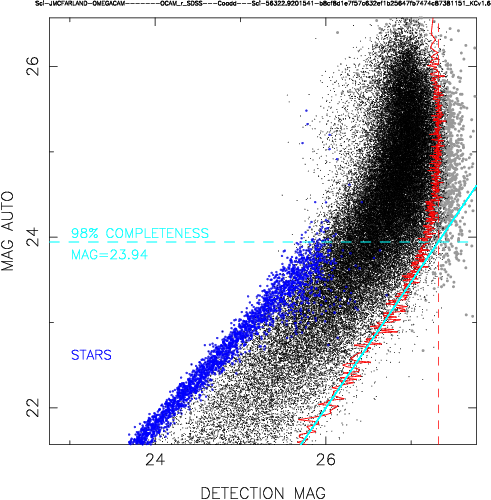 Sci-JMCFARLAND-OMEGACAM---------OCAM_r_SDSS---Coadd---Sci-56322.9201541-b8cf8d1e7f57c632ef1b25647fb7474c87381151_KCv1.6
26
98% COMPLETENESS
24
MAG=23.94
MAG AUTO
STARS
22
24
26
DETECTION MAG